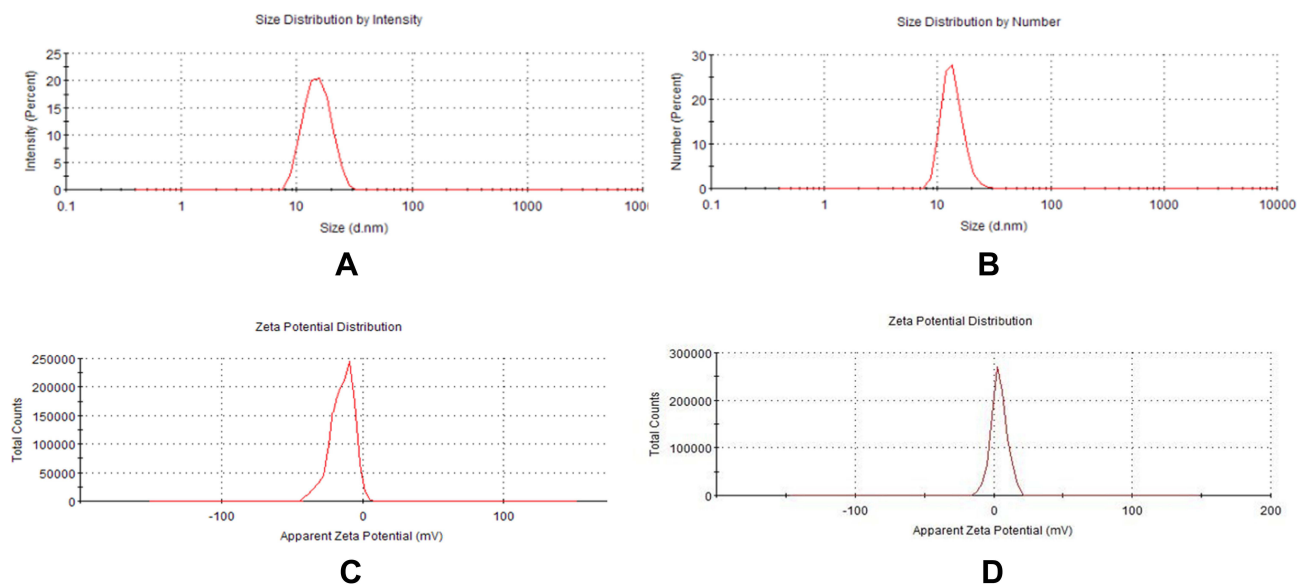 Size Distribution by Intensity
Intensity (Percent)
25
20
15
10
5
0
0.1 1 10 100 1000 1000
Size (d.nm)
A
Size Distribution by Number
Number (Percent)
30
20
10
0
0.1 1 10 100 1000 10000
Size (d.nm)
B
Zeta Potential Distribution
Total Counts
250000
200000
150000
100000
50000
0
-100 0 100
Apparent Zeta Potential (mV)
C
Zeta Potential Distribution
Total Counts
300000
200000
100000
0
-100 0 100 200
Apparent Zeta Potential (mV)
D